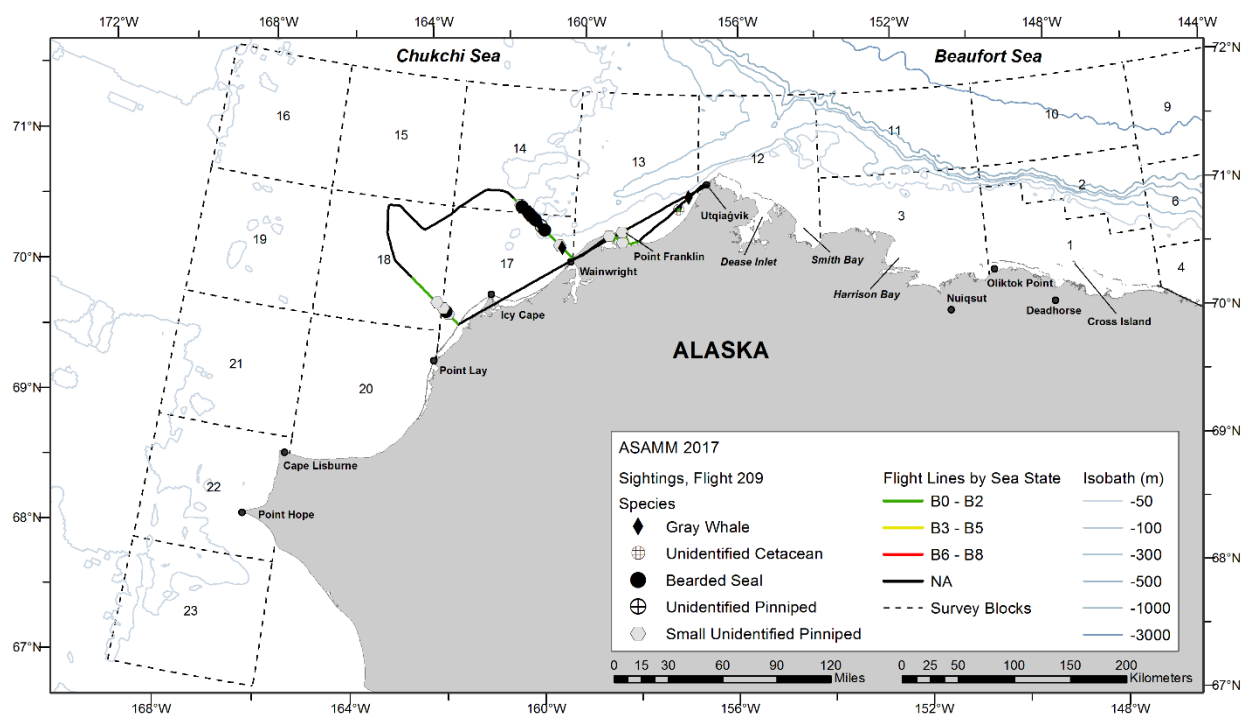 172°W 168°W 164°W 160°W 156°W 152°W 148°W 144°W
Chukchi Sea Beaufort Sea
72°N
16 15 14 13 12 11 10 9
71°N 71°N
2 6
3 1 4
19 18 17
Utqiaġvik
Point Franklin
Dease Inlet
Smith Bay
Harrison Bay
Wainwright
70°N 70°N
Oliktok Point
Nuiqsut
Deadhorse
Cross Island
Icy Cape
ALASKA
Point Lay
21 20
69°N 69°N
Cape Lisburne
22
Point Hope
68°N 68°N
23
67°N 67°N
ASAMM 2017
Sightings, Flight 209
Species
Gray Whale
Unidentified Cetacean
Bearded Seal
Unidentified Pinniped
Small Unidentified Pinniped
Flight Lines by Sea State
B0 - B2
B3 - B5
B6 - B8
NA
Survey Blocks
Isobath (m)
-50
-100
-300
-500
-1000
-3000
0 15 30 60 90 120
Miles
0 25 50 100 150 200
Kilometers
168°W 166°W 164°W 162°W 160°W 156°W 154°W 152°W 150°W 148°W